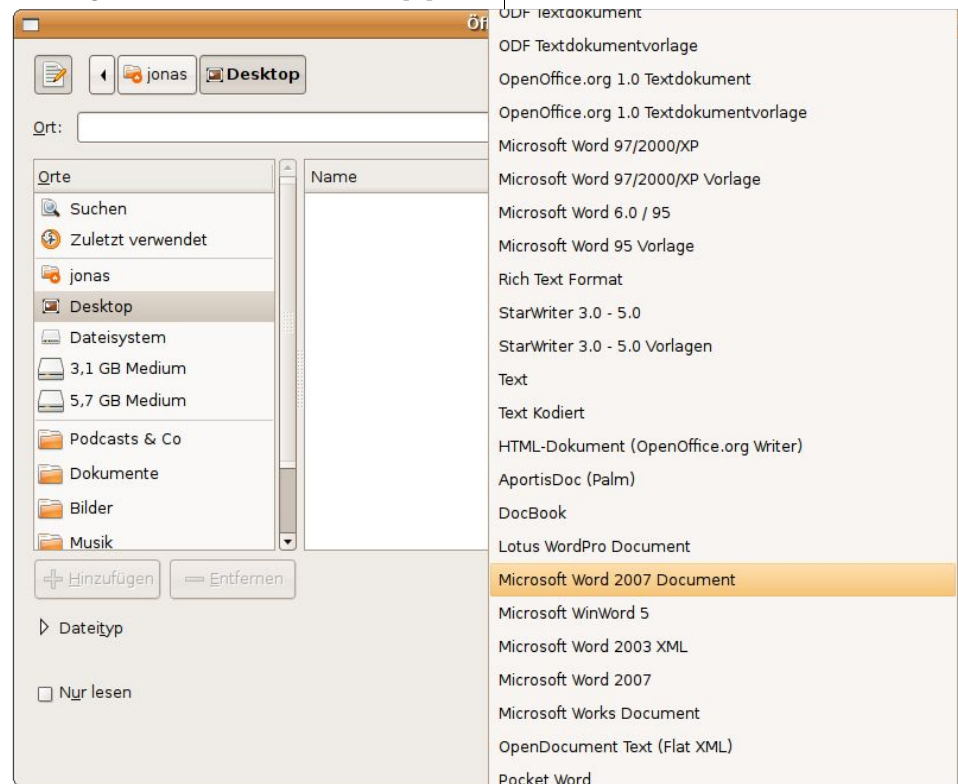 Öf
jonas
Desktop
Ort:
Orte
Name
Suchen
Zuletzt verwendet
jonas
Desktop
Dateisystem
3,1 GB Medium
5,7 GB Medium
Podcasts & Co
Dokumente
Bilder
Musik
Hinzufügen
Entfernen
Dateityp
Nur lesen
ODF Textdokument
ODF Textdokumentvorlage
OpenOffice.org 1.0 Textdokument
OpenOffice.org 1.0 Textdokumentvorlage
Microsoft Word 97/2000/XP
Microsoft Word 97/2000/XP Vorlage
Microsoft Word 6.0 / 95
Microsoft Word 95 Vorlage
Rich Text Format
StarWriter 3.0 - 5.0
StarWriter 3.0 - 5.0 Vorlagen
Text
Text Kodiert
HTML-Dokument (OpenOffice.org Writer)
AportisDoc (Palm)
DocBook
Lotus WordPro Document
Microsoft Word 2007 Document
Microsoft WinWord 5
Microsoft Word 2003 XML
Microsoft Word 2007
Microsoft Works Document
OpenDocument Text (Flat XML)
Pocket Word